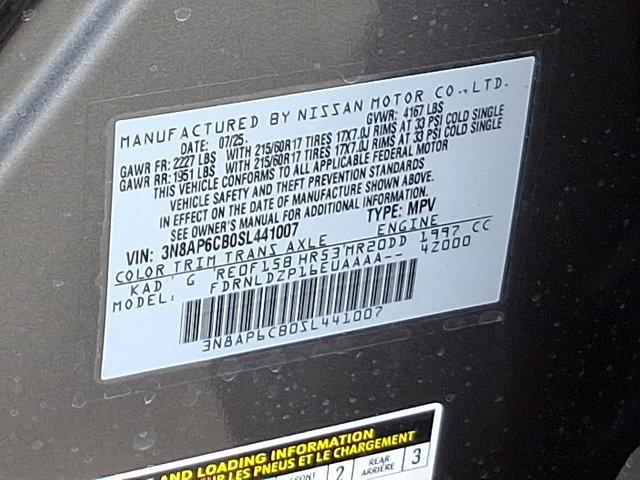 MANUFACTURED BY NISSAN MOTOR CO.,LTD.
DATE: 07/25 GVWR: 4167 LBS
GAWR FR: 2227 LBS WITH 215/60R17 TIRES 17X7.0J RIMS AT 33 PSI COLD SINGLE
GAWR RR: 1951 LBS WITH 215/60R17 TIRES 17X7.0J RIMS AT 33 PSI COLD SINGLE
THIS VEHICLE CONFORMS TO ALL APPLICABLE FEDERAL MOTOR
VEHICLE SAFETY AND THEFT PREVENTION STANDARDS
IN EFFECT ON THE DATE OF MANUFACTURE SHOWN ABOVE.
SEE OWNER'S MANUAL FOR ADDITIONAL INFORMATION.
VIN: 3N8AP6CB0SL441007 TYPE: MPV
COLOR TRIM TRANS AXLE ENGINE
KAD G RE0F15B HR53 MR20DD 1997 CC
MODEL: FDRNLDZP16EUAAAA-- 42000
3N8AP6CB0SL441007
AND LOADING INFORMATION
SUR LES PNEUS ET LE CHARGEMENT
FRONT 2 REAR ARRIÈRE 3